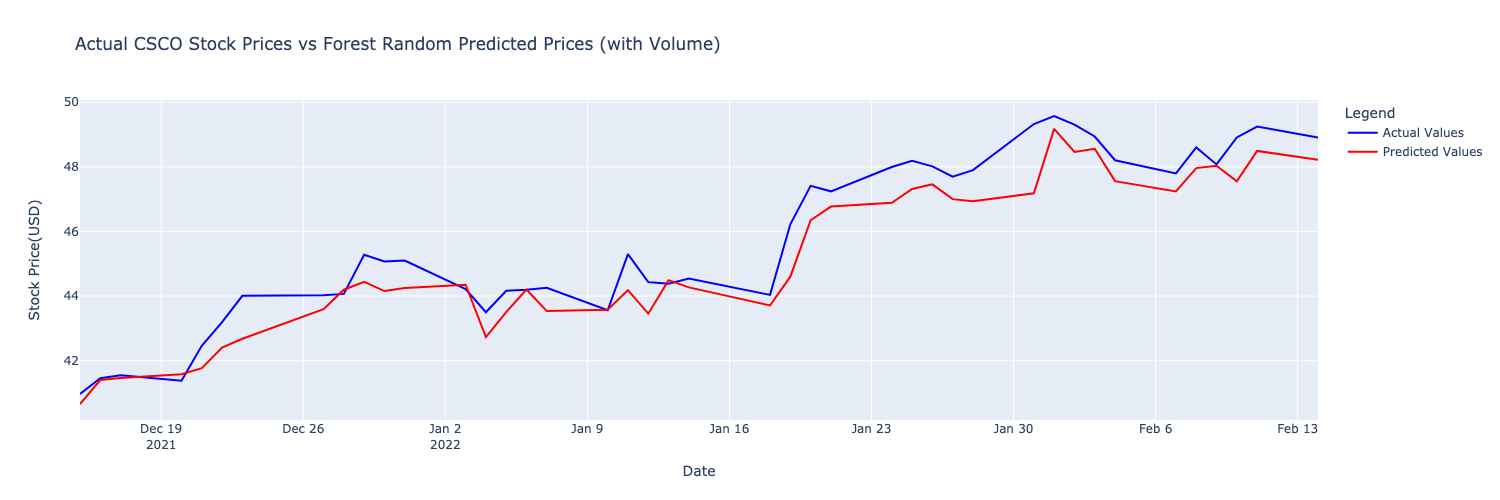 Actual CSCO Stock Prices vs Forest Random Predicted Prices (with Volume)
Legend
Actual Values
Predicted Values
Stock Price(USD)
50
48
46
44
42
Dec 19
2021
Dec 26
Jan 2
2022
Jan 9
Jan 16
Jan 23
Jan 30
Feb 6
Feb 13
Date